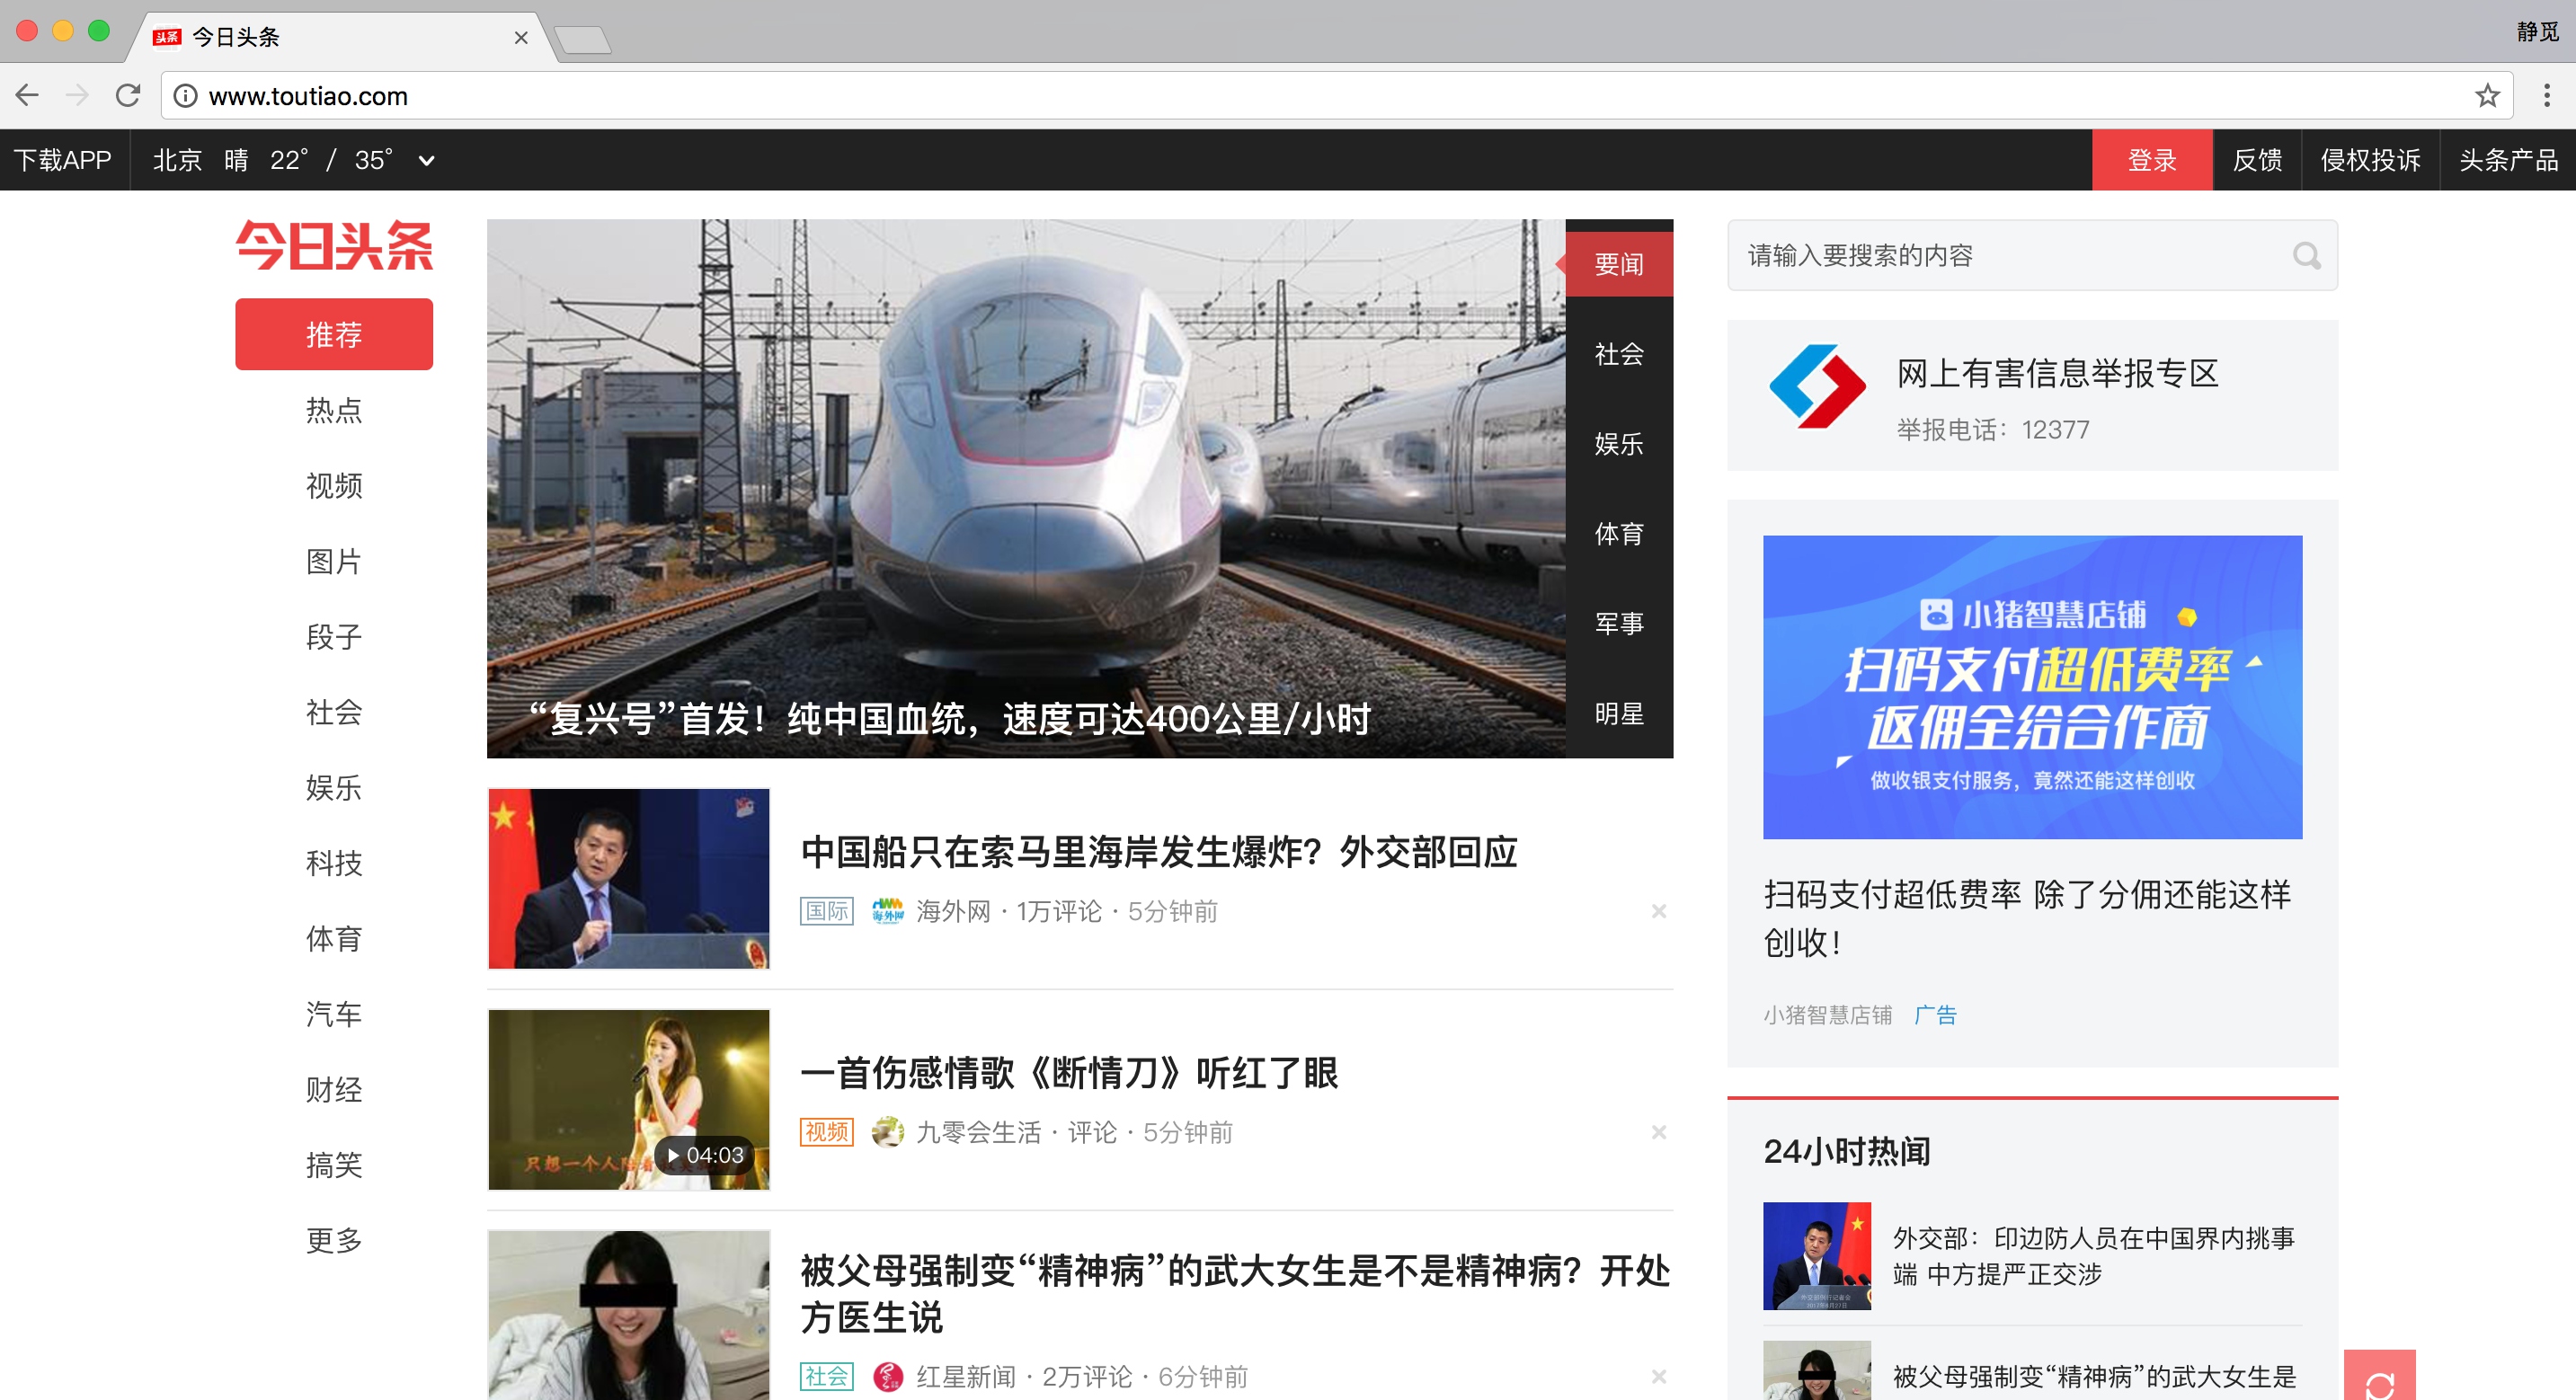 头条 今日头条
静觅
www.toutiao.com
下载APP 北京 晴 22° / 35° 登录 反馈 侵权投诉 头条产品
今日头条
推荐
热点
视频
图片
段子
社会
娱乐
科技
体育
汽车
财经
搞笑
更多
“复兴号”首发！纯中国血统，速度可达400公里/小时
要闻
社会
娱乐
体育
军事
明星
中国船只在索马里海岸发生爆炸？外交部回应
国际 海外网 海外网 · 1万评论 · 5分钟前
只想一个人陪着
04:03
一首伤感情歌《断情刀》听红了眼
视频 九零会生活 · 评论 · 5分钟前
被父母强制变“精神病”的武大女生是不是精神病？开处
方医生说
社会 红星新闻 · 2万评论 · 6分钟前
请输入要搜索的内容
网上有害信息举报专区
举报电话：12377
小猪智慧店铺
扫码支付超低费率
返佣全给合作商
做收银支付服务，竟然还能这样创收
扫码支付超低费率 除了分佣还能这样
创收！
小猪智慧店铺 广告
24小时热闻
外交部：印边防人员在中国界内挑事
端 中方提严正交涉
被父母强制变“精神病”的武大女生是